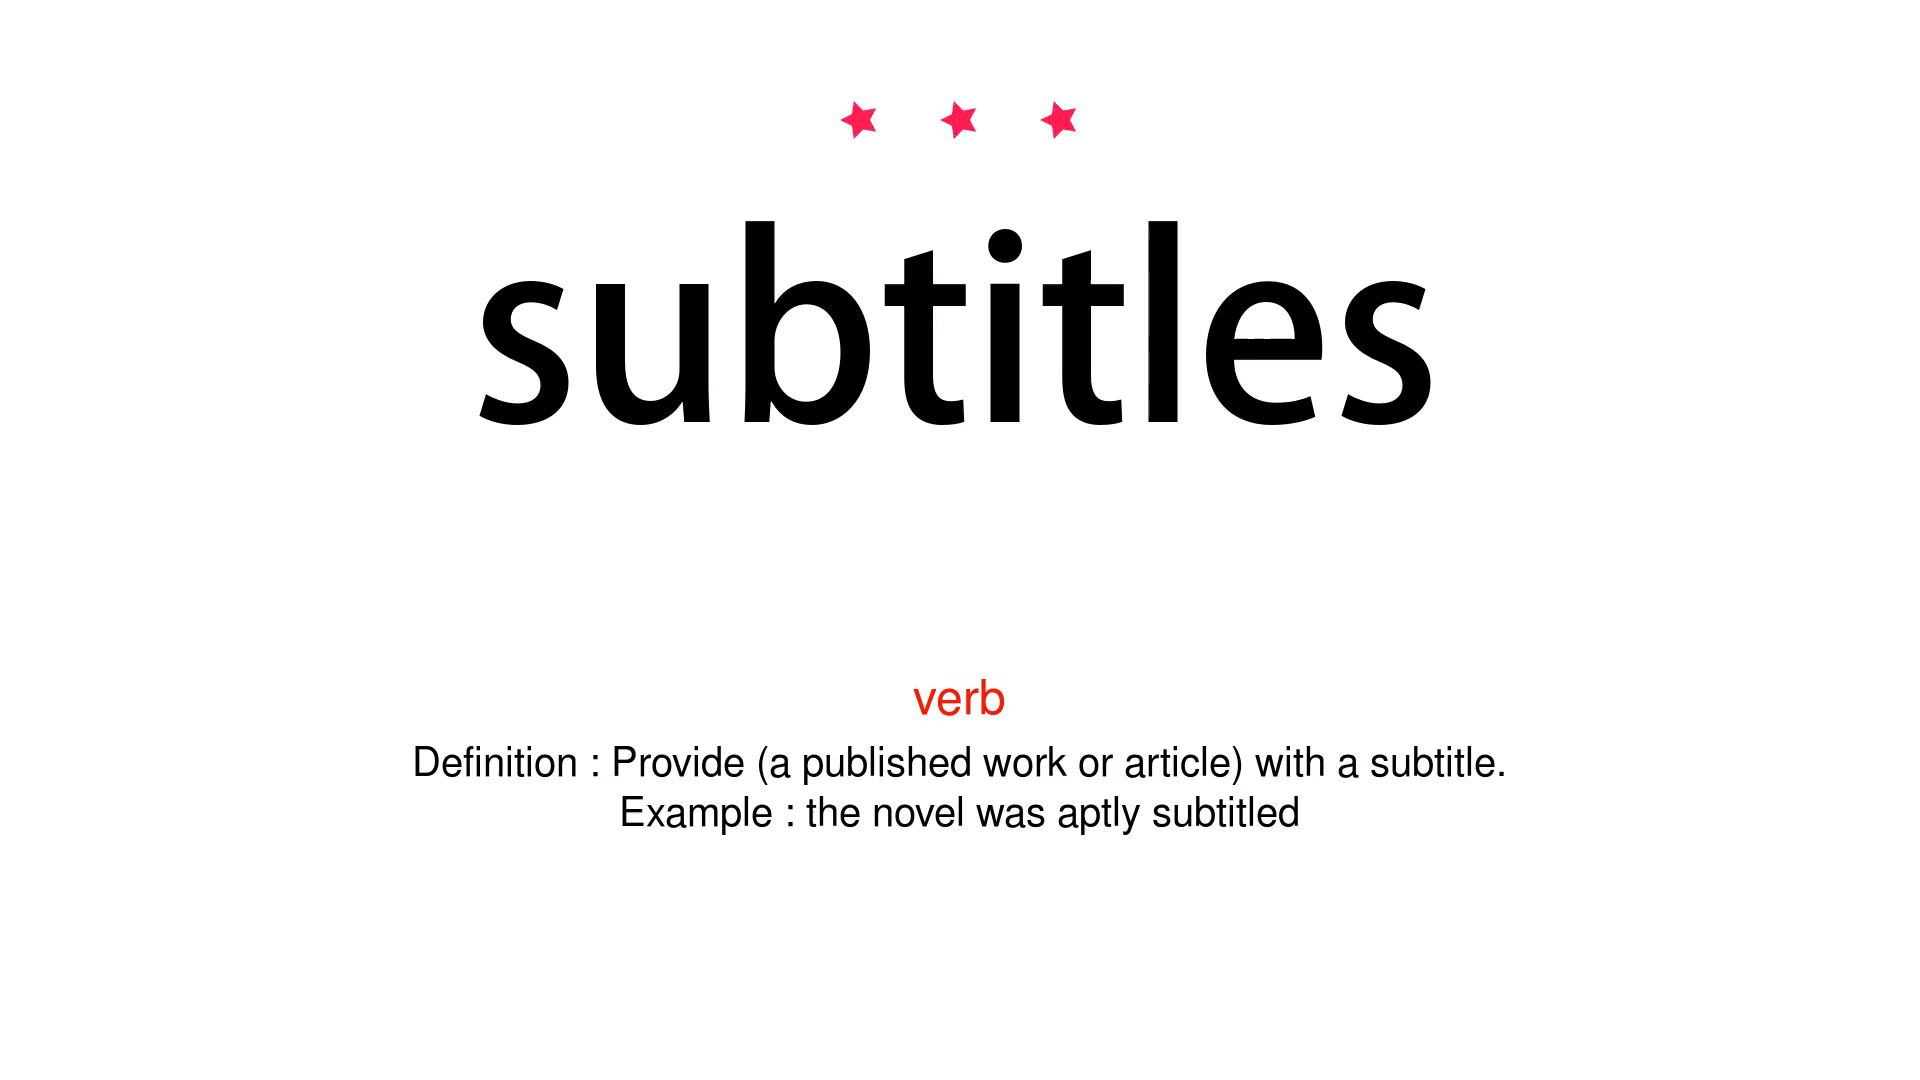 subtitles
verb
Definition : Provide (a published work or article) with a subtitle.
Example : the novel was aptly subtitled